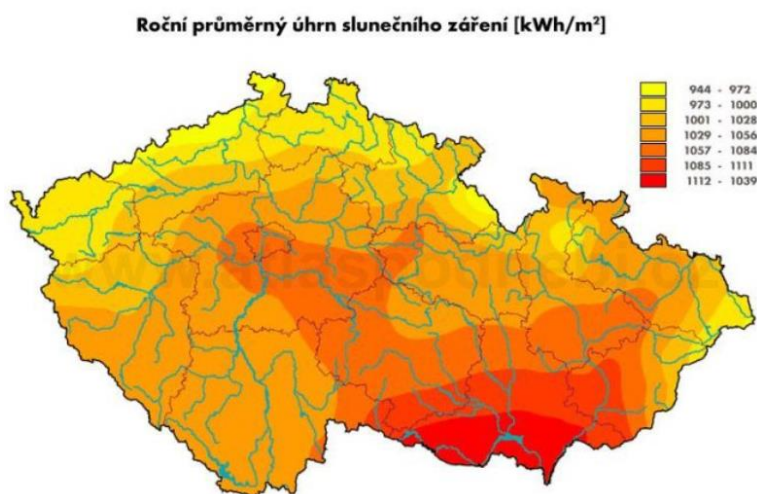 Roční průměrný úhrn slunečního záření [kWh/m²]
944 - 972
973 - 1000
1001 - 1028
1029 - 1056
1057 - 1084
1085 - 1111
1112 - 1039